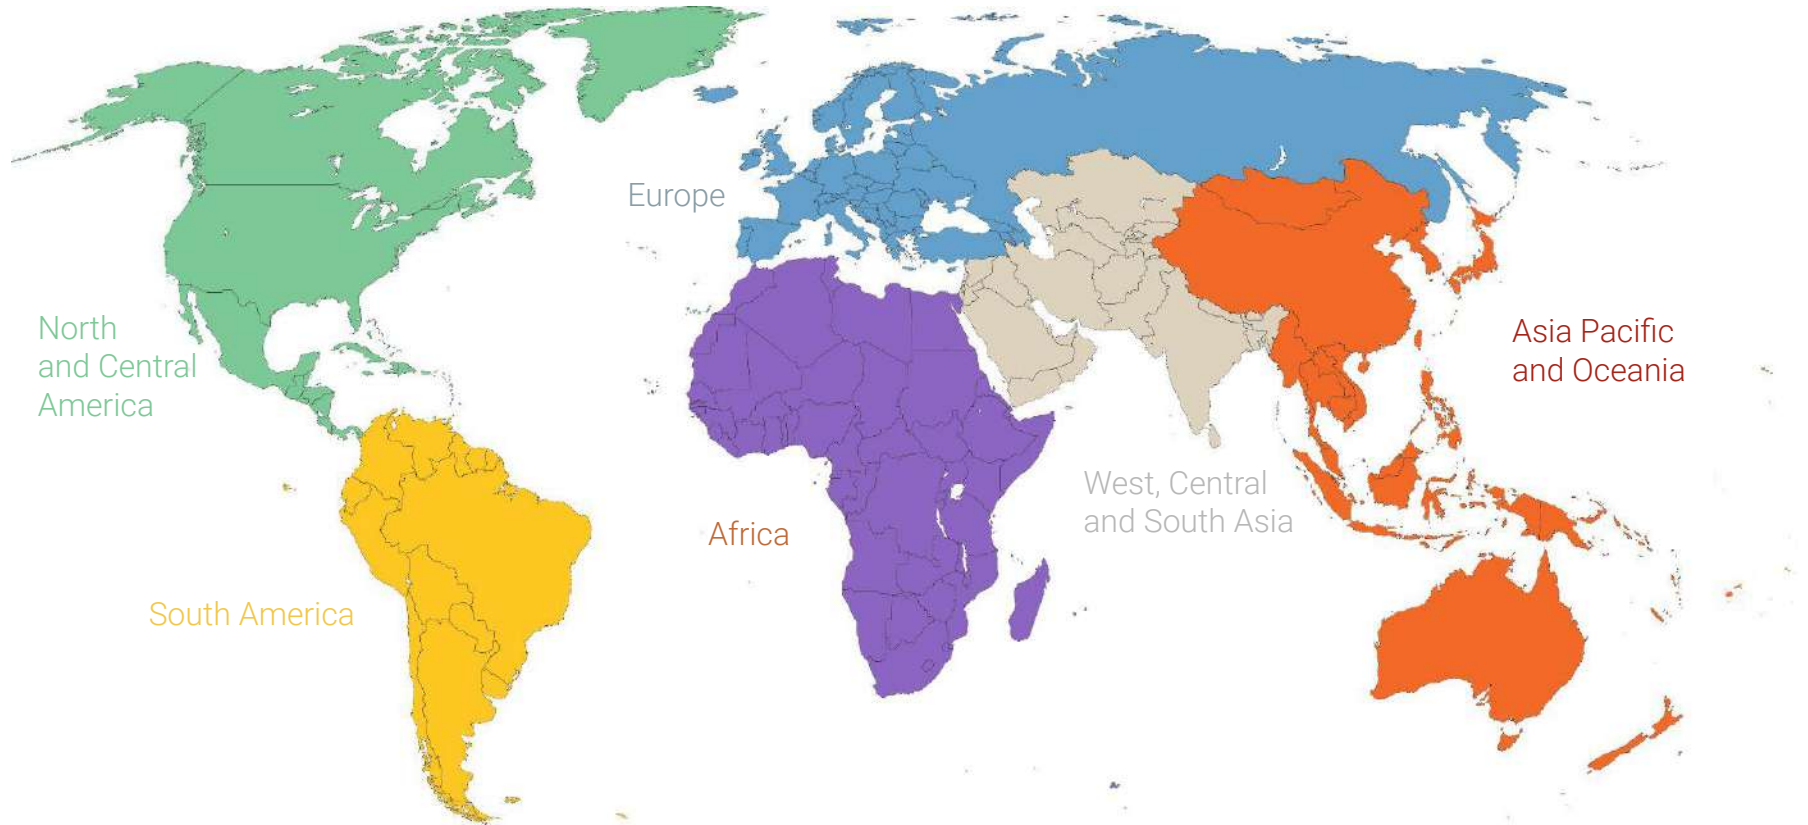 Europe
North
and Central
America
Asia Pacific
and Oceania
West, Central
and South Asia
Africa
South America